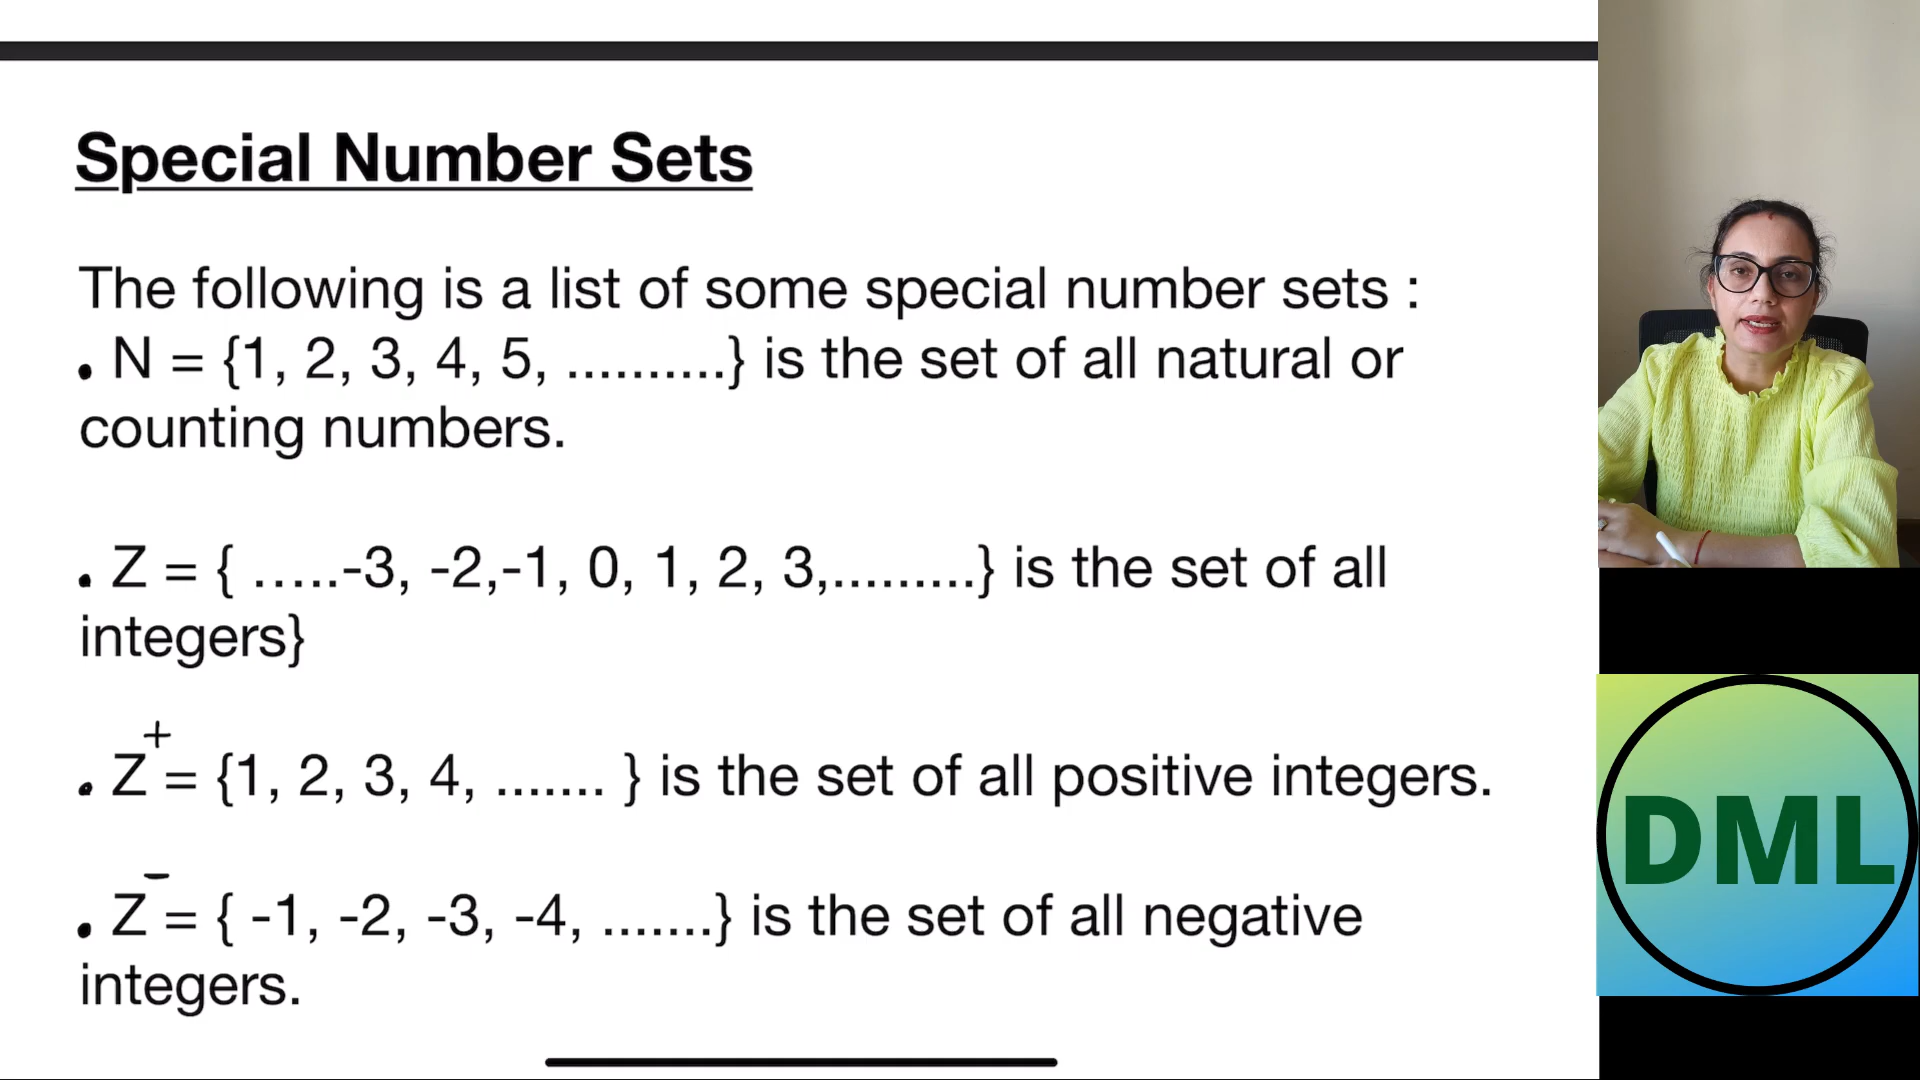 Special Number Sets
The following is a list of some special number sets :
. N = {1, 2, 3, 4, 5, ..........} is the set of all natural or
counting numbers.
. Z = { .....-3, -2,-1, 0, 1, 2, 3,.........} is the set of all
integers}
. Z⁺ = {1, 2, 3, 4, ....... } is the set of all positive integers.
. Z⁻ = { -1, -2, -3, -4, .......} is the set of all negative
integers.
DML